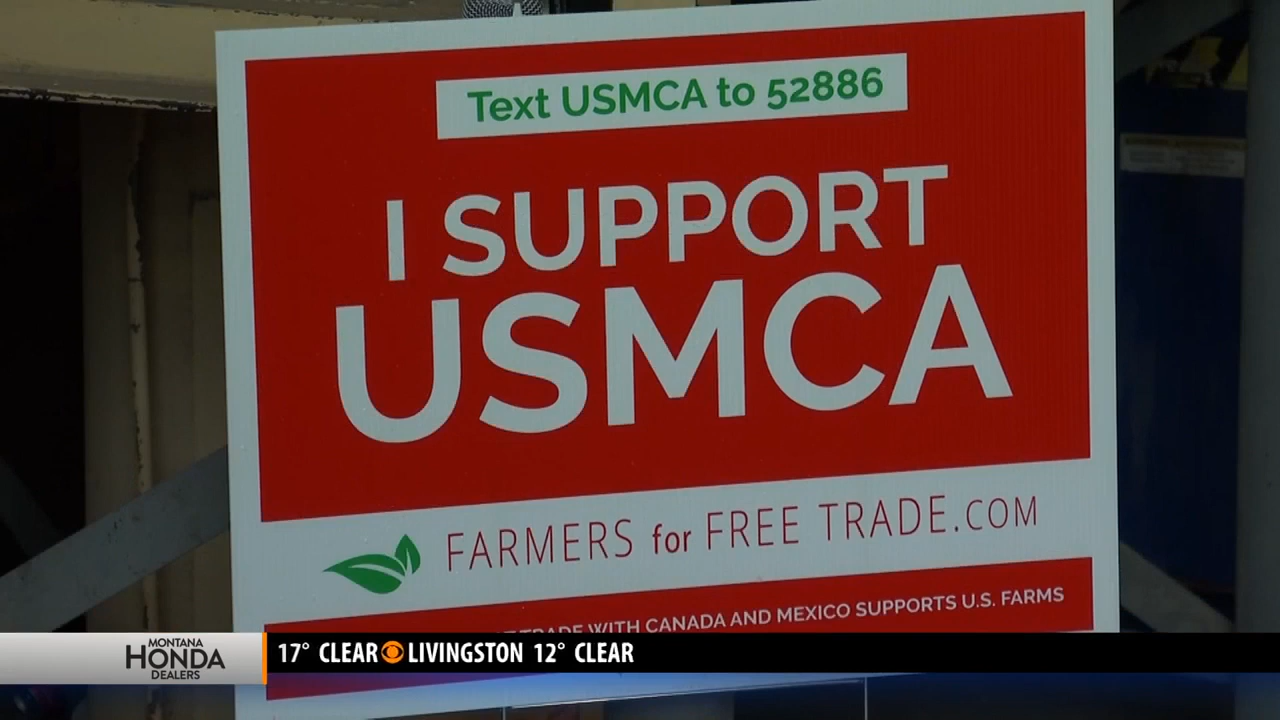 Text USMCA to 52886
I SUPPORT
USMCA
FARMERS for FREE TRADE.COM
TRADE WITH CANADA AND MEXICO SUPPORTS U.S. FARMS
MONTANA
HONDA
DEALERS
17° CLEAR LIVINGSTON 12° CLEAR